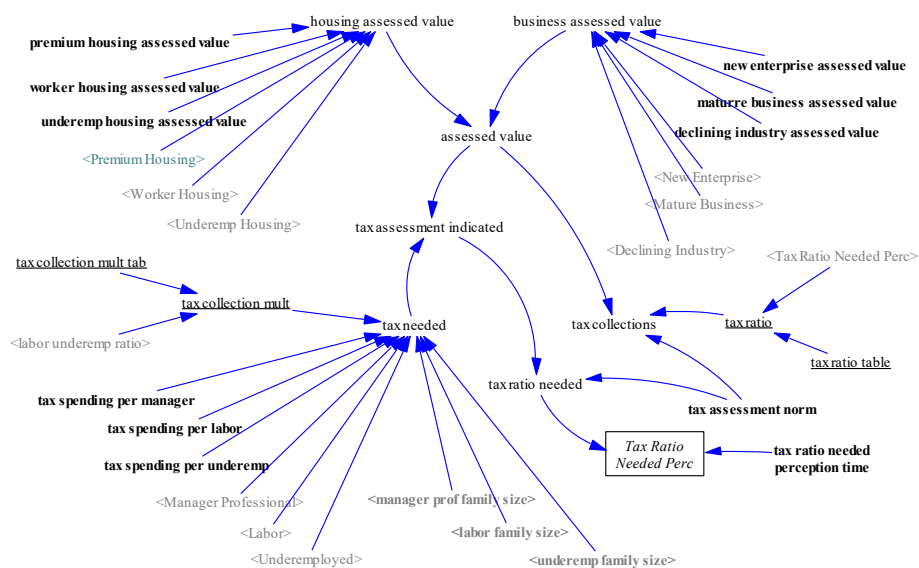 housing assessed value
business assessed value
premium housing assessed value
new enterprise assessed value
worker housing assessed value
maturre business assessed value
underemp housing assessed value
declining industry assessed value
assessed value
<Premium Housing>
<New Enterprise>
<Worker Housing>
<Mature Business>
<Underemp Housing>
tax assessment indicated
<Declining Industry>
<Tax Ratio Needed Perc>
tax collection mult tab
tax collection mult
tax needed
tax collections
tax ratio
<labor underemp ratio>
tax ratio table
tax ratio needed
tax spending per manager
tax assessment norm
tax spending per labor
tax spending per underemp
Tax Ratio
Needed Perc
tax ratio needed
perception time
<Manager Professional>
<manager prof family size>
<Labor>
<labor family size>
<Underemployed>
<underemp family size>